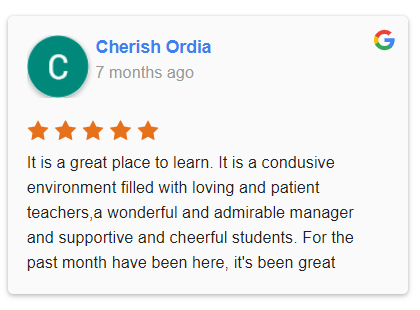 C
Cherish Ordia
7 months ago
It is a great place to learn. It is a condusive
environment filled with loving and patient
teachers,a wonderful and admirable manager
and supportive and cheerful students. For the
past month have been here, it's been great